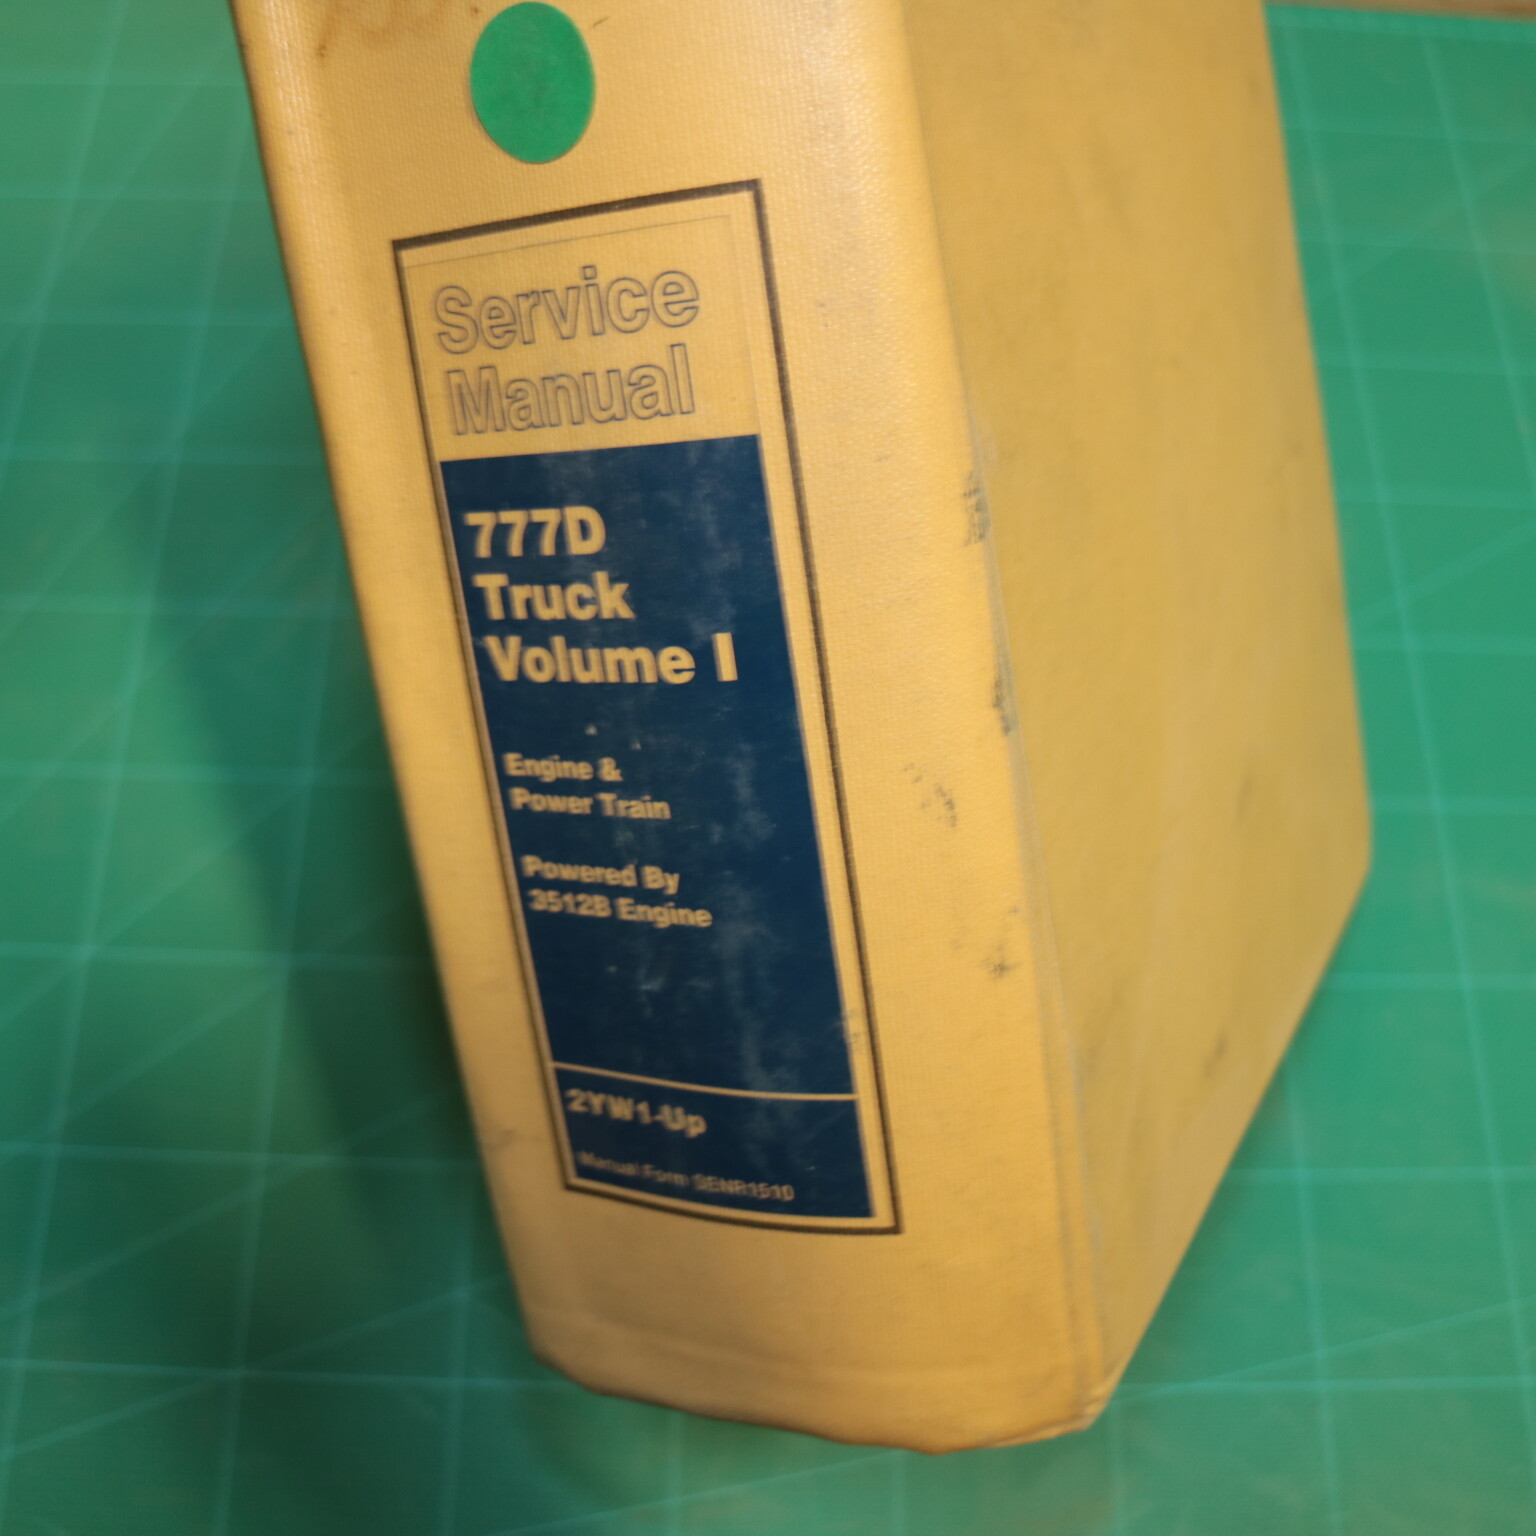 Service
Manual
777D
Truck
Volume I
Engine &
Power Train
Powered By
3512B Engine
2YW1-Up
Manual Form SENR1510